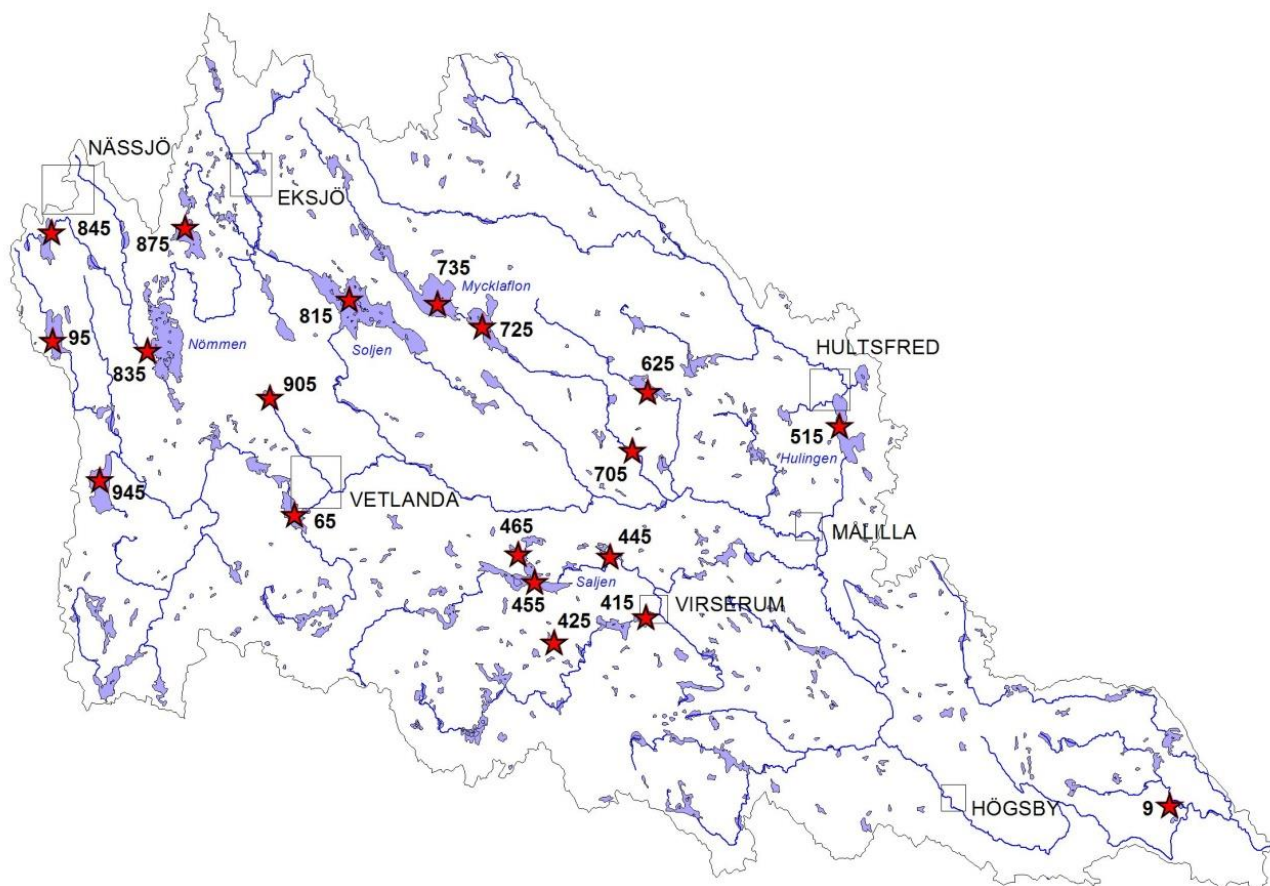 NÄSSJÖ
EKSJÖ
845
875
735
Mycklaflon
815
725
Nömmen
Soljen
95
835
HULTSFRED
625
905
515
Hulingen
705
945
VETLANDA
65
MÅLILLA
465
445
Saljen
455
415
VIRSERUM
425
HÖGSBY
9